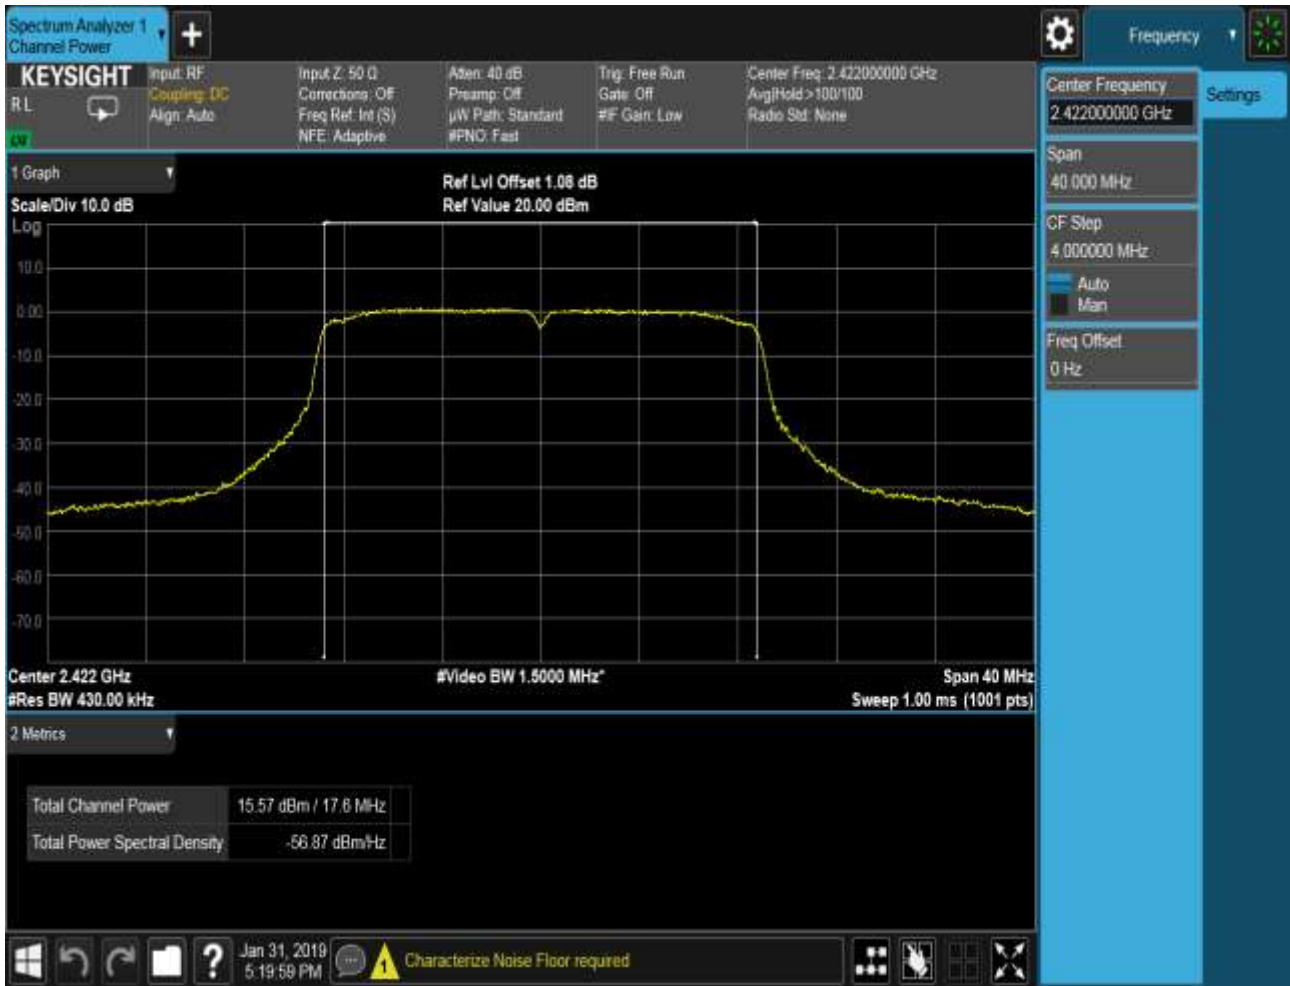 Spectrum Analyzer 1
Channel Power
+
Frequency
KEYSIGHT
R L
LXI
Input: RF
Coupling: DC
Align: Auto
Input Z: 50 Ω
Corrections: Off
Freq Ref: Int (S)
NFE: Adaptive
Atten: 40 dB
Preamp: Off
µW Path: Standard
#PNO: Fast
Trig: Free Run
Gate: Off
#IF Gain: Low
Center Freq: 2.422000000 GHz
Avg|Hold:>100/100
Radio Std: None
Center Frequency
2.422000000 GHz
Settings
Span
40.000 MHz
CF Step
4.000000 MHz
Auto
Man
Freq Offset
0 Hz
1 Graph
Scale/Div 10.0 dB
Ref Lvl Offset 1.08 dB
Ref Value 20.00 dBm
Log
10.0
0.00
-10.0
-20.0
-30.0
-40.0
-50.0
-60.0
-70.0
Center 2.422 GHz
#Res BW 430.00 kHz
#Video BW 1.5000 MHz*
Span 40 MHz
Sweep 1.00 ms (1001 pts)
2 Metrics
Total Channel Power 15.57 dBm / 17.6 MHz
Total Power Spectral Density -56.87 dBm/Hz
?
Jan 31, 2019
5:19:59 PM
1
Characterize Noise Floor required